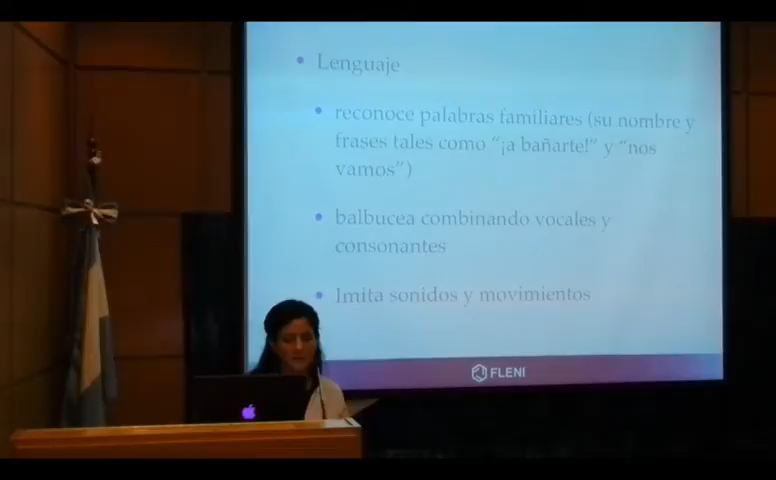 Lenguaje
reconoce palabras familiares (su nombre y
frases tales como “¡a bañarte!” y “nos
vamos”)
balbucea combinando vocales y
consonantes
Imita sonidos y movimientos
FLENI